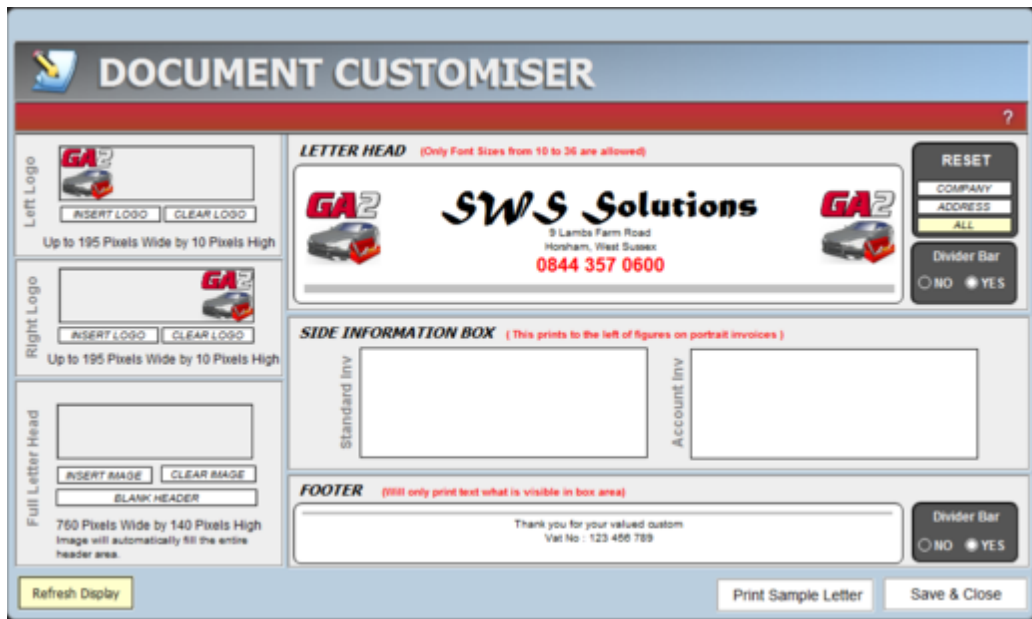 DOCUMENT CUSTOMISER
?
Left Logo
GA2
INSERT LOGO
CLEAR LOGO
Up to 195 Pixels Wide by 10 Pixels High
Right Logo
GA2
INSERT LOGO
CLEAR LOGO
Up to 195 Pixels Wide by 10 Pixels High
Full Letter Head
INSERT IMAGE
CLEAR IMAGE
BLANK HEADER
760 Pixels Wide by 140 Pixels High
Image will automatically fill the entire
header area.
LETTER HEAD (Only Font Sizes from 10 to 36 are allowed)
GA2
SWS Solutions
9 Lambs Farm Road
Horsham, West Sussex
0844 357 0600
GA2
RESET
COMPANY
ADDRESS
ALL
Divider Bar
NO YES
SIDE INFORMATION BOX ( This prints to the left of figures on portrait invoices )
Standard Inv
Account Inv
FOOTER (Will only print text what is visible in box area)
Thank you for your valued custom
Vat No : 123 456 789
Divider Bar
NO YES
Refresh Display
Print Sample Letter
Save & Close